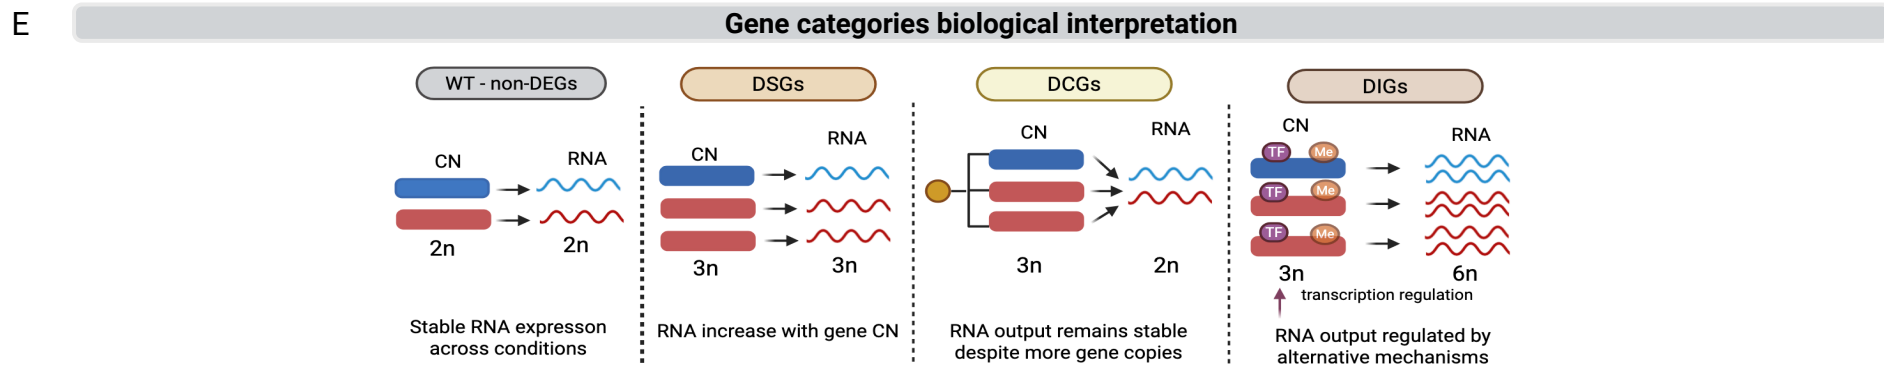 E
Gene categories biological interpretation
WT - non-DEGs
CN
RNA
2n
2n
Stable RNA expresson
across conditions
DSGs
CN
RNA
3n
3n
RNA increase with gene CN
DCGs
CN
RNA
3n
2n
RNA output remains stable
despite more gene copies
DIGs
CN
RNA
TF
Me
TF
Me
TF
Me
3n
6n
transcription regulation
RNA output regulated by
alternative mechanisms